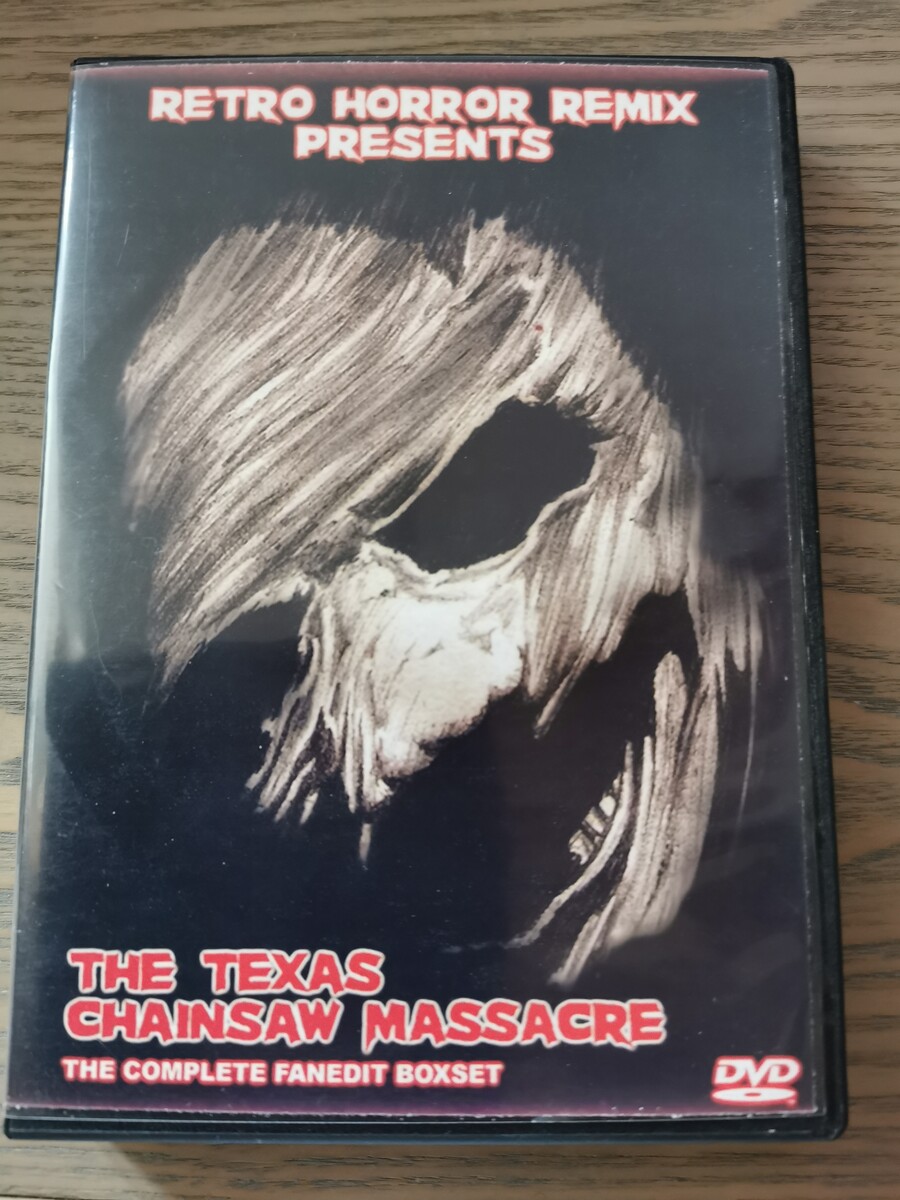 RETRO HORROR REMIX
PRESENTS
THE TEXAS
CHAINSAW MASSACRE
THE COMPLETE FANEDIT BOXSET
DVD